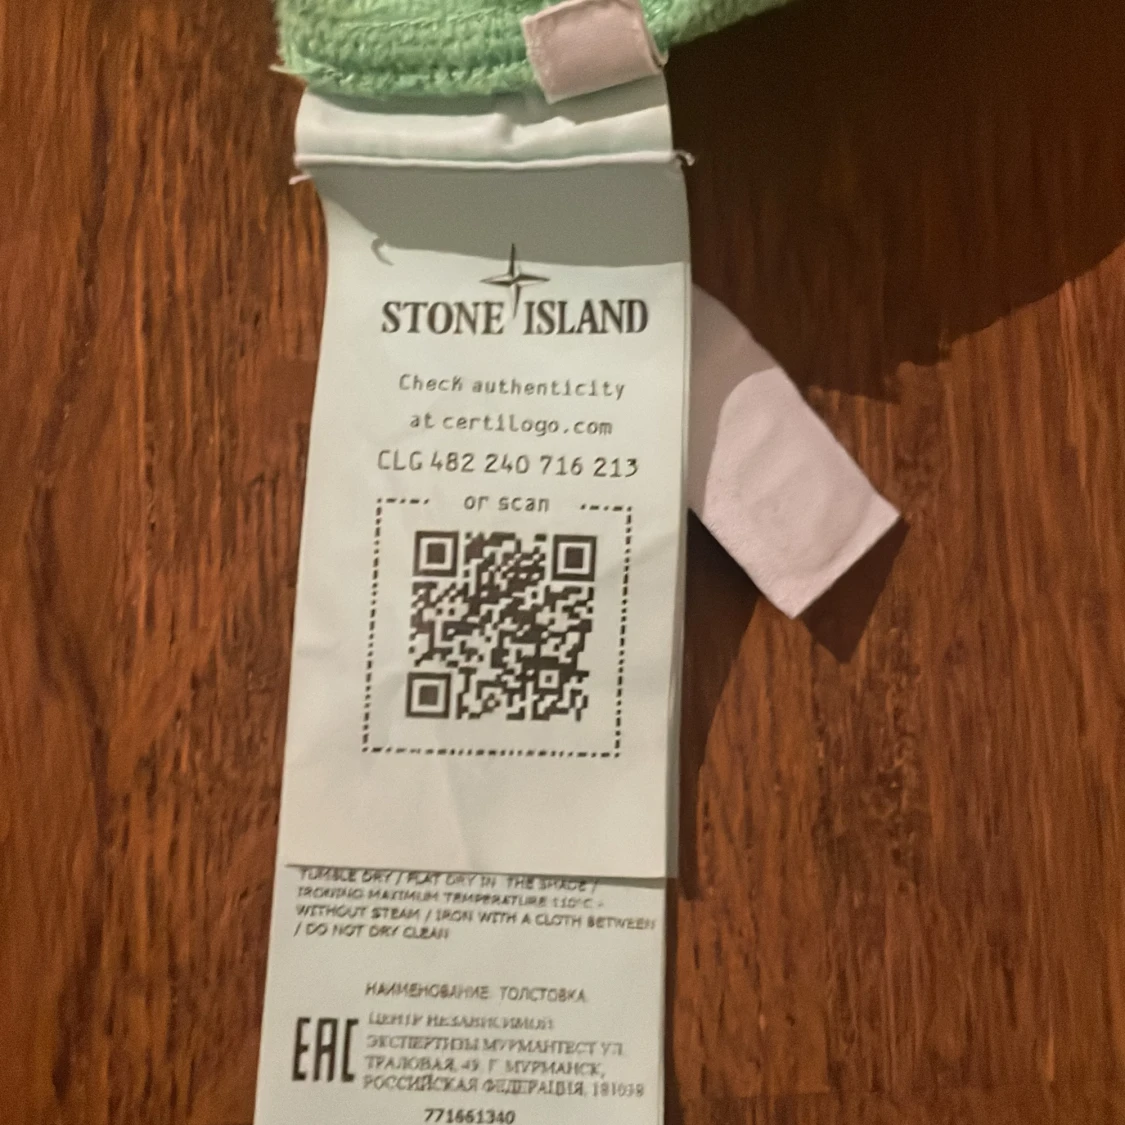 STONE ISLAND
Check authenticity
at certilogo.com
CLG 482 240 716 213
or scan
TUMBLE DRY / FLAT DRY IN THE SHADE /
IRONING MAXIMUM TEMPERATURE 110°C -
WITHOUT STEAM / IRON WITH A CLOTH BETWEEN
/ DO NOT DRY CLEAN
НАИМЕНОВАНИЕ: ТОЛСТОВКА
EAC
ЦЕНТР НЕЗАВИСИМОЙ
ЭКСПЕРТИЗЫ МУРМАНТЕСТ УЛ.
ТРАЛОВАЯ, 49, Г. МУРМАНСК,
РОССИЙСКАЯ ФЕДЕРАЦИЯ, 183038
771661340